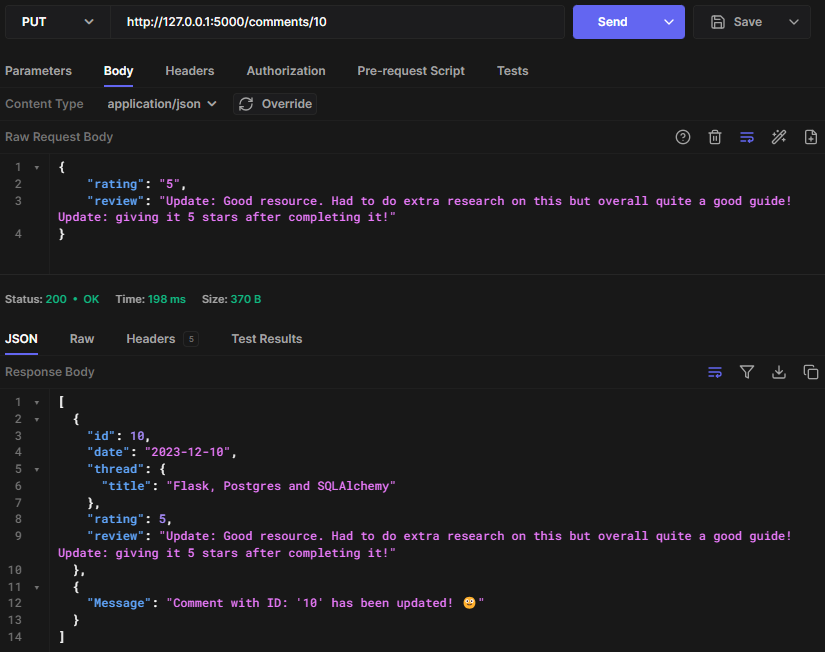 PUT http://127.0.0.1:5000/comments/10 Send Save
Parameters Body Headers Authorization Pre-request Script Tests
Content Type application/json Override
Raw Request Body
1 {
2 "rating": "5",
3 "review": "Update: Good resource. Had to do extra research on this but overall quite a good guide!
Update: giving it 5 stars after completing it!"
4 }
Status: 200 • OK Time: 198 ms Size: 370 B
JSON Raw Headers 5 Test Results
Response Body
1 [
2 {
3 "id": 10,
4 "date": "2023-12-10",
5 "thread": {
6 "title": "Flask, Postgres and SQLAlchemy"
7 },
8 "rating": 5,
9 "review": "Update: Good resource. Had to do extra research on this but overall quite a good guide!
Update: giving it 5 stars after completing it!"
10 },
11 {
12 "Message": "Comment with ID: '10' has been updated! 😳"
13 }
14 ]